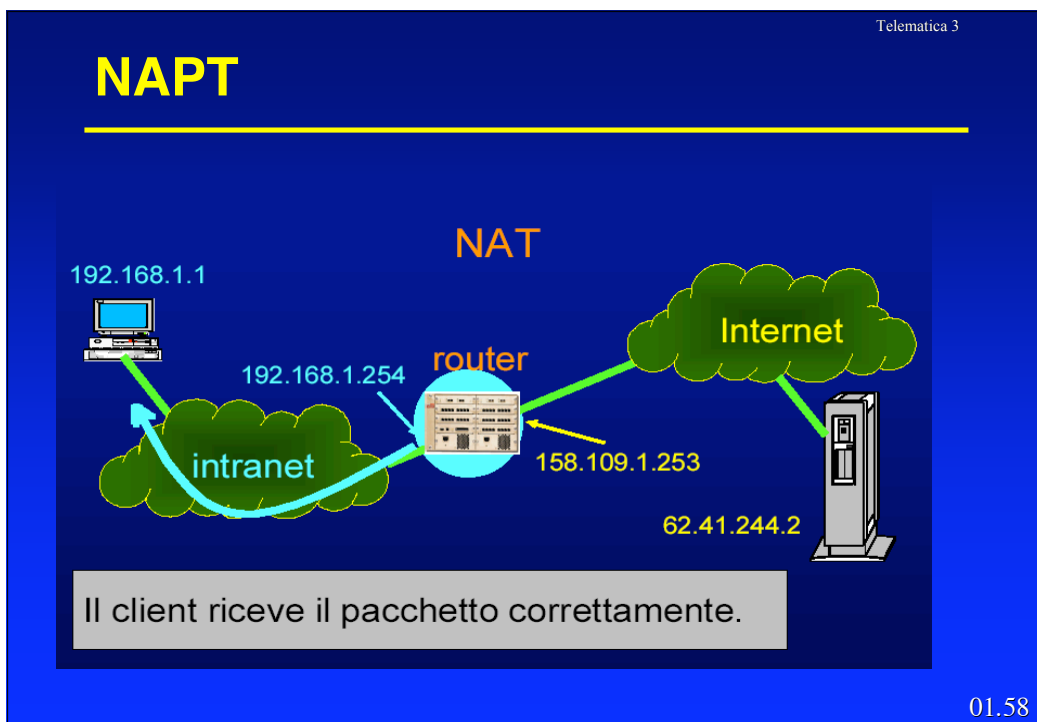 Telematica 3
NAPT
NAT
192.168.1.1
Internet
router
192.168.1.254
intranet
158.109.1.253
62.41.244.2
Il client riceve il pacchetto correttamente.
01.58